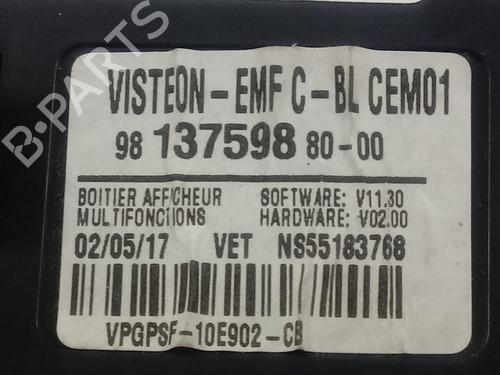 VISTEON-EMF C-BL CEM01
98 137598 80-00
BOITIER AFFICHEUR SOFTWARE: V11.30
MULTIFONCTIONS HARDWARE: V02.00
02/05/17 VET NS55183768
VPGPSF-10E902-CB
B-PARTS